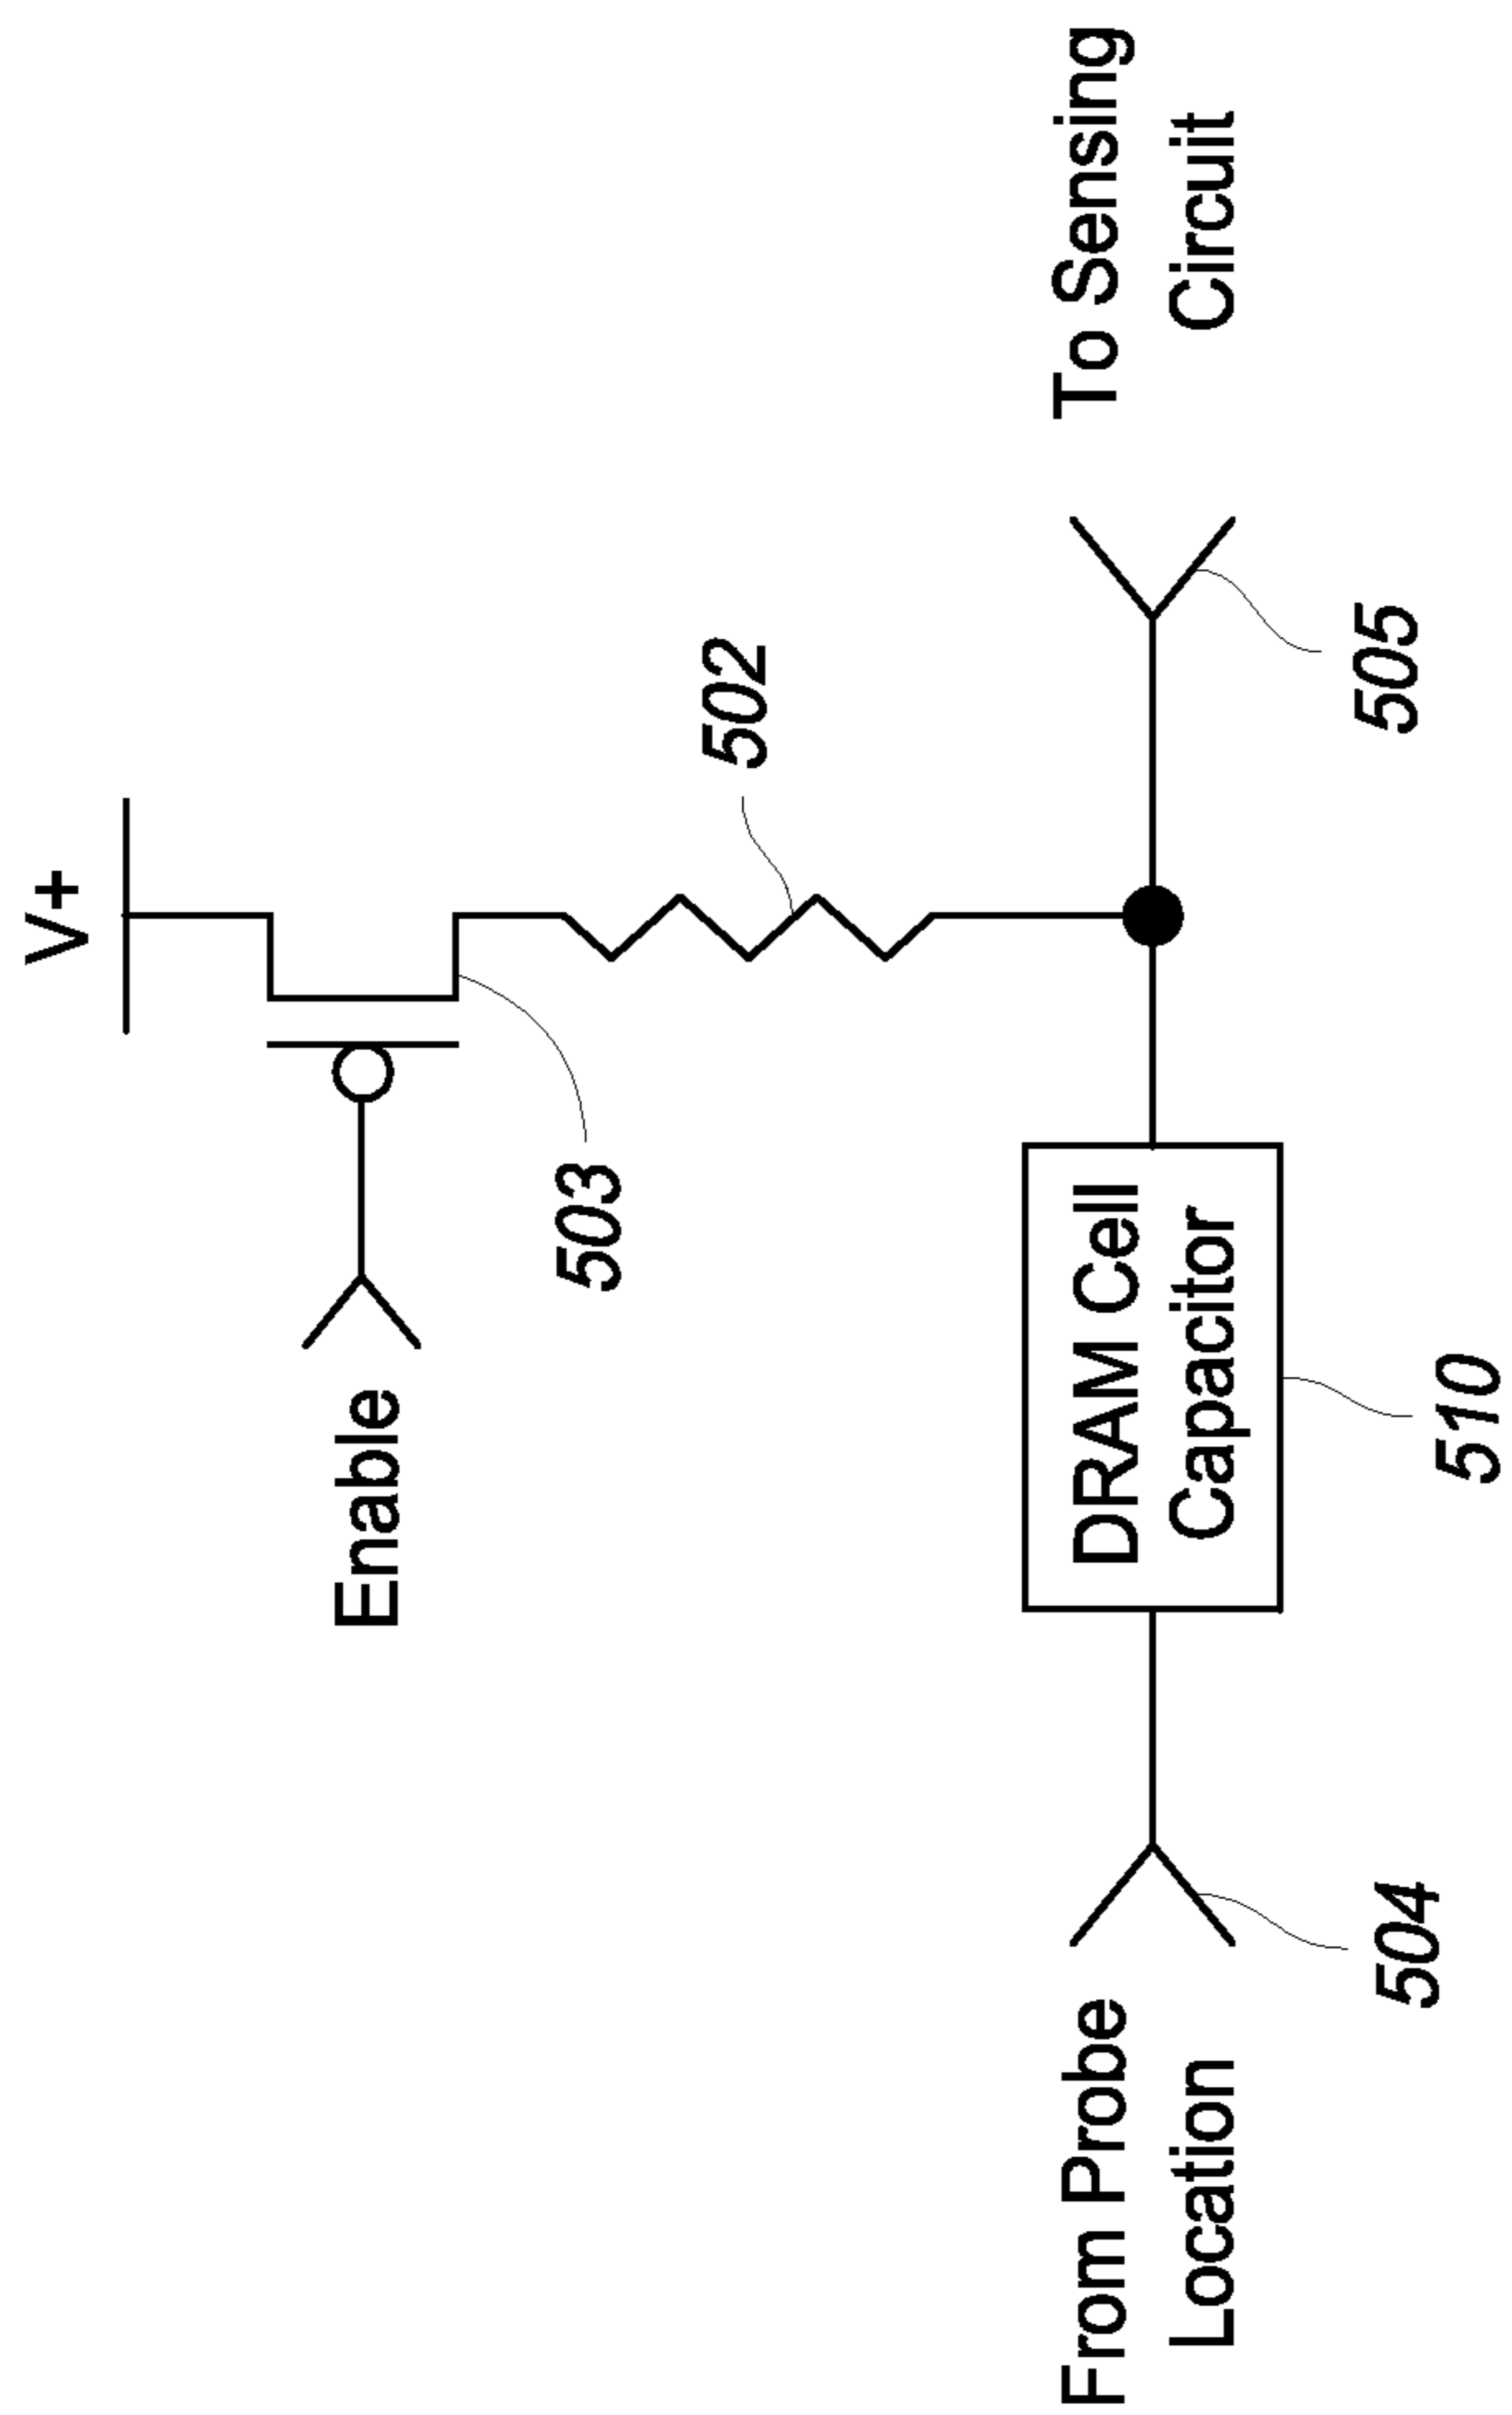 V+
Enable
503
502
From Probe
Location
504
DRAM Cell
Capacitor
510
505
To Sensing
Circuit